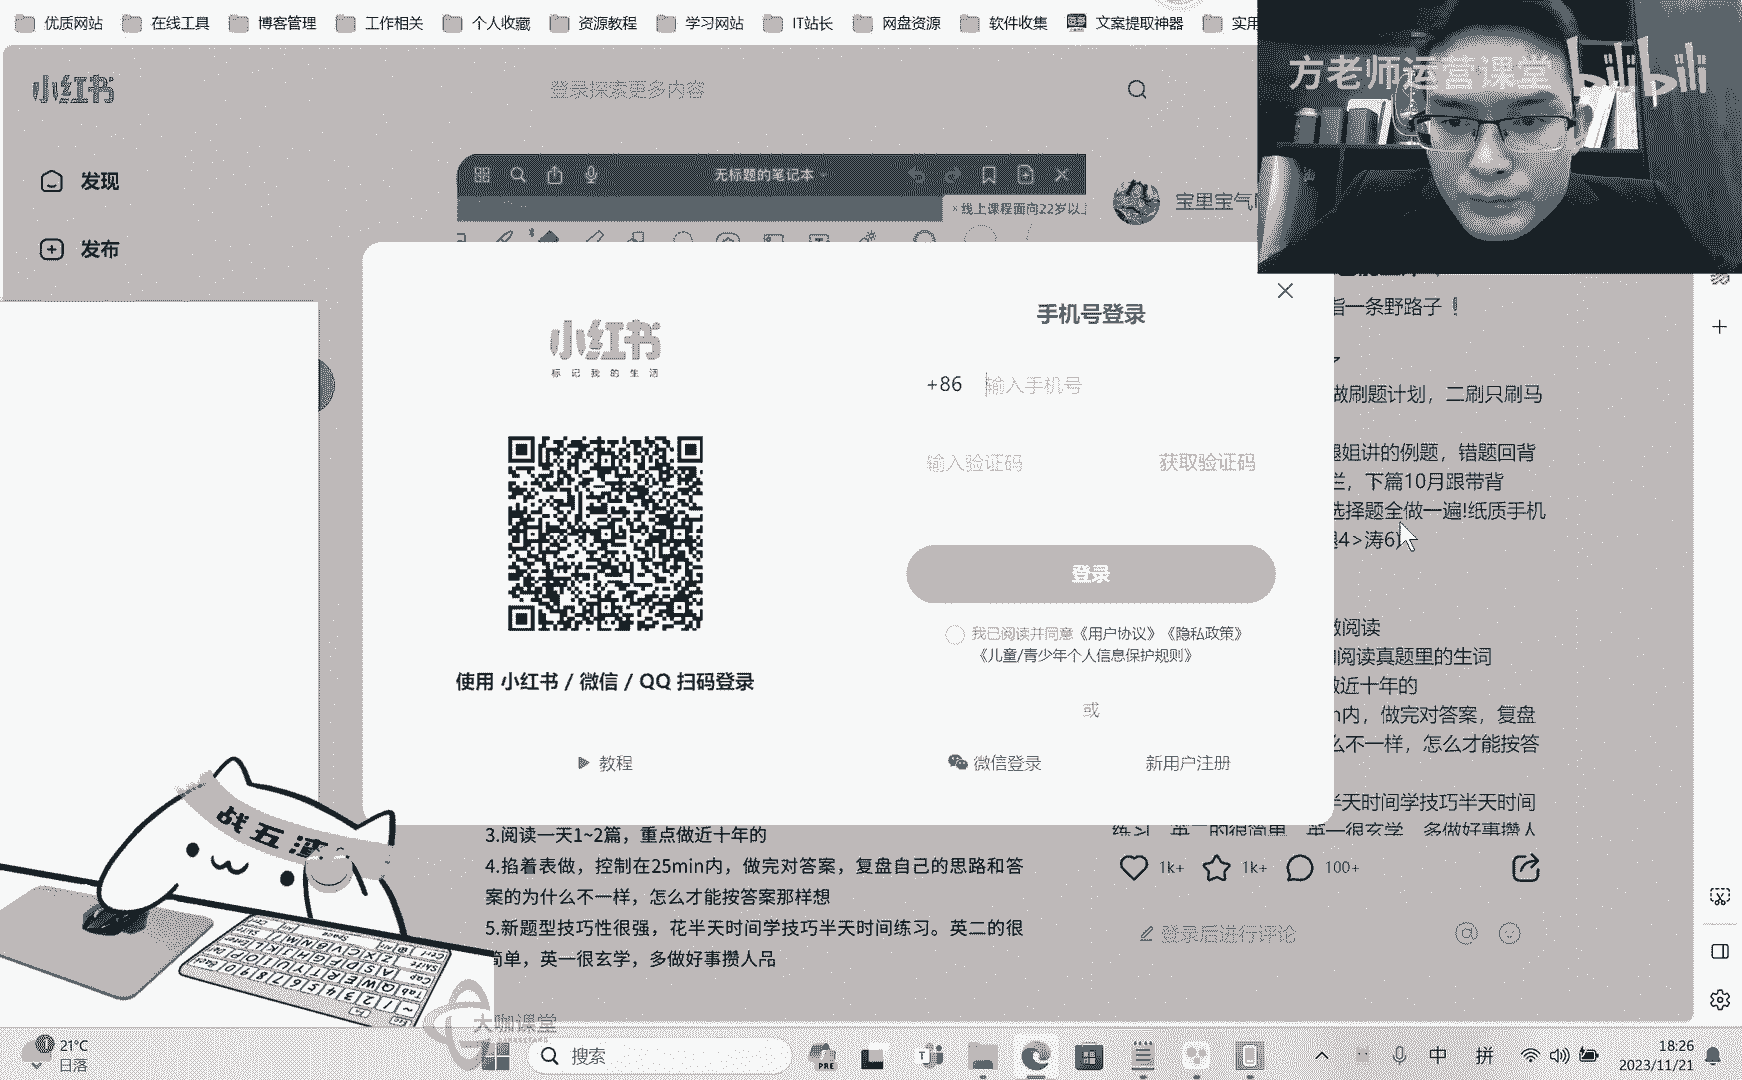 优质网站 在线工具 博客管理 工作相关 个人收藏 资源教程 学习网站 IT站长 网盘资源 软件收集 文案提取神器 实用
方老师运营课堂 bilibili
小红书
登录探索更多内容
发现
无标题的笔记本
宝里宝气
×线上课程面向22岁以上
发布
指一条野路子！
小红书
标记我的生活
手机号登录
+86 输入手机号
做刷题计划，二刷只刷马
输入验证码 获取验证码
姐讲的例题，错题回背
下篇10月跟带背
选择题全做一遍!纸质手机
4>涛6)
登录
我已阅读并同意《用户协议》《隐私政策》
《儿童/青少年个人信息保护规则》
阅读
阅读真题里的生词
近十年的
使用 小红书 / 微信 / QQ 扫码登录
或
内，做完对答案，复盘
么不一样，怎么才能按答
教程
微信登录 新用户注册
半天时间学技巧半天时间
练习。英二的很简单，英一很玄学，多做好事攒人
3.阅读一天1~2篇，重点做近十年的
4.掐着表做，控制在25min内，做完对答案，复盘自己的思路和答
案的为什么不一样，怎么才能按答案那样想
5.新题型技巧性很强，花半天时间学技巧半天时间练习。英二的很
简单，英一很玄学，多做好事攒人品
1k+ 1k+ 100+
登录后进行评论
战五渣
大咖课堂
21°C
日落
搜索
PRE
中 拼
18:26
2023/11/21